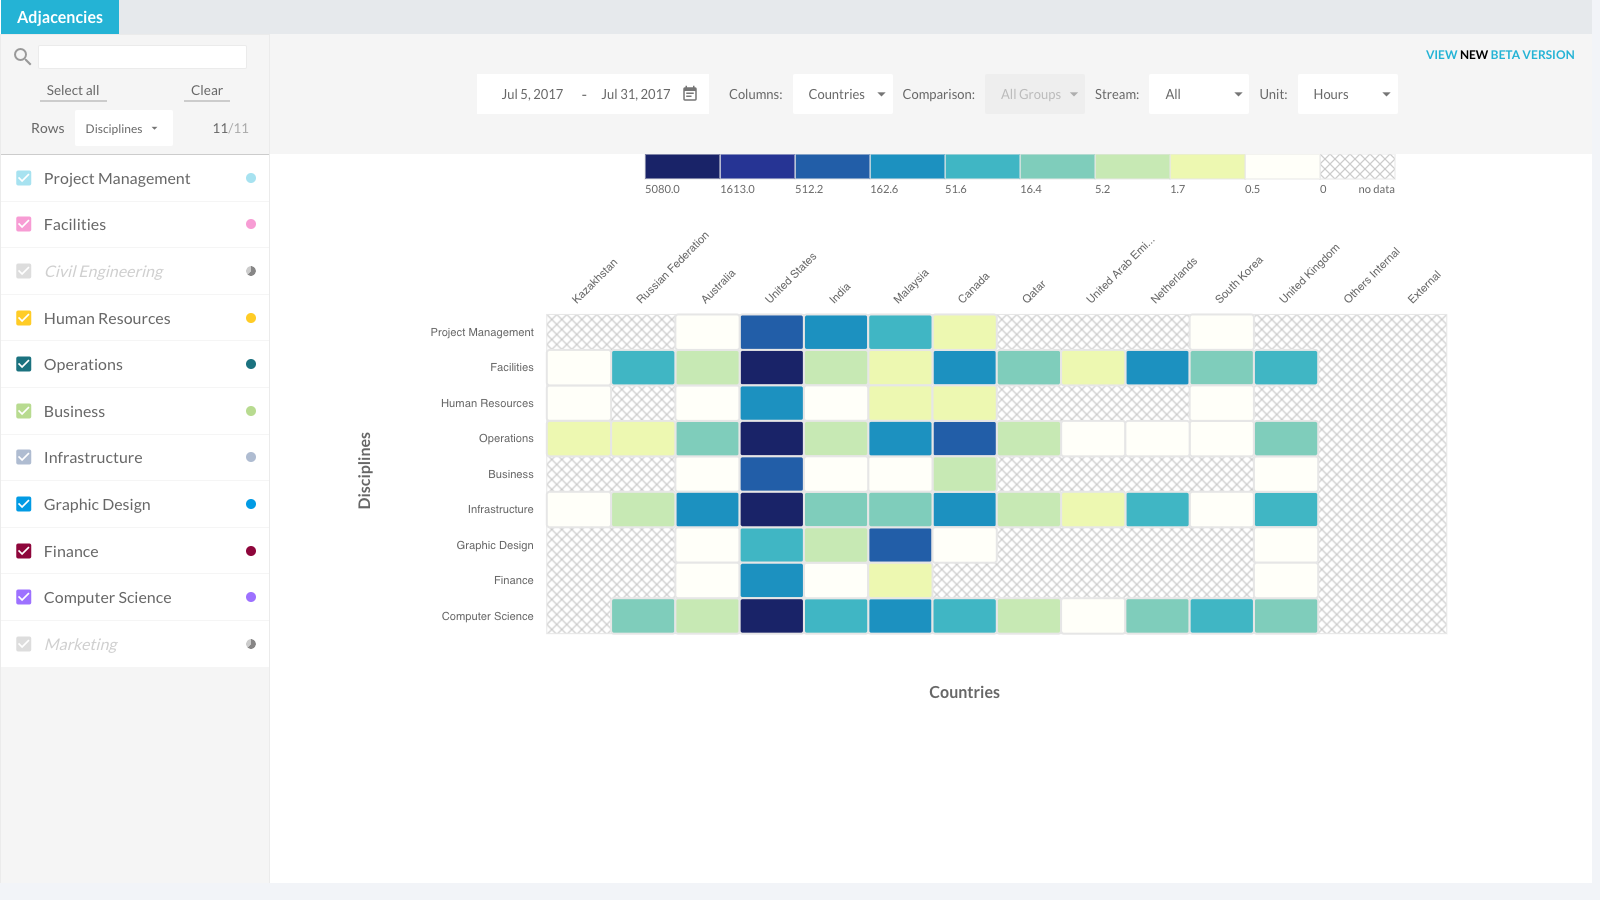 Adjacencies
VIEW NEW BETA VERSION
Select all
Clear
Rows
Disciplines
11/11
Jul 5, 2017 - Jul 31, 2017
Columns:
Countries
Comparison:
All Groups
Stream:
All
Unit:
Hours
Project Management
Facilities
Civil Engineering
Human Resources
Operations
Business
Infrastructure
Graphic Design
Finance
Computer Science
Marketing
5080.0 1613.0 512.2 162.6 51.6 16.4 5.2 1.7 0.5 0 no data
Kazakhstan
Russian Federation
Australia
United States
India
Malaysia
Canada
Qatar
United Arab Emi...
Netherlands
South Korea
United Kingdom
Others Internal
External
Disciplines
Project Management
Facilities
Human Resources
Operations
Business
Infrastructure
Graphic Design
Finance
Computer Science
Countries